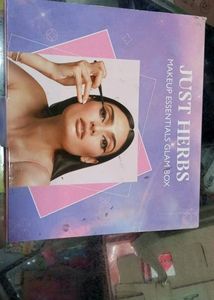 JUST HERBS
MAKEUP ESSENTIALS GLAM BOX